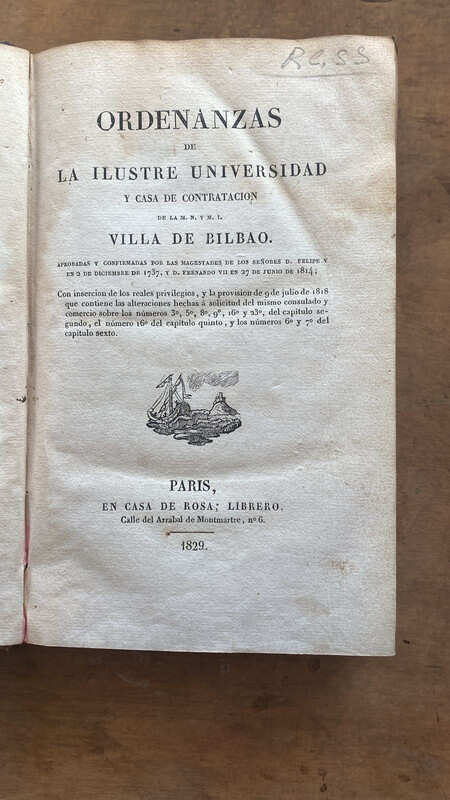 ORDENANZAS
DE
LA ILUSTRE UNIVERSIDAD
Y CASA DE CONTRATACION
DE LA M. N. Y M. L.
VILLA DE BILBAO.
APROBADAS Y CONFIRMADAS POR LAS MAGESTADES DE LOS SEÑORES D. FELIPE V
EN 2 DE DICIEMBRE DE 1737, Y D. FERNANDO VII EN 27 DE JUNIO DE 1814;
Con insercion de los reales privilegios, y la provision de 9 de julio de 1818
que contiene las alteraciones hechas á solicitud del mismo consulado y
comercio sobre los números 3º, 5º, 8º, 9º, 16º y 23º, del capítulo se-
gundo, el número 16º del capítulo quinto, y los números 6º y 7º del
capítulo sexto.
PARIS,
EN CASA DE ROSA, LIBRERO,
Calle del Arrabal de Montmartre, nº 6.
1829.